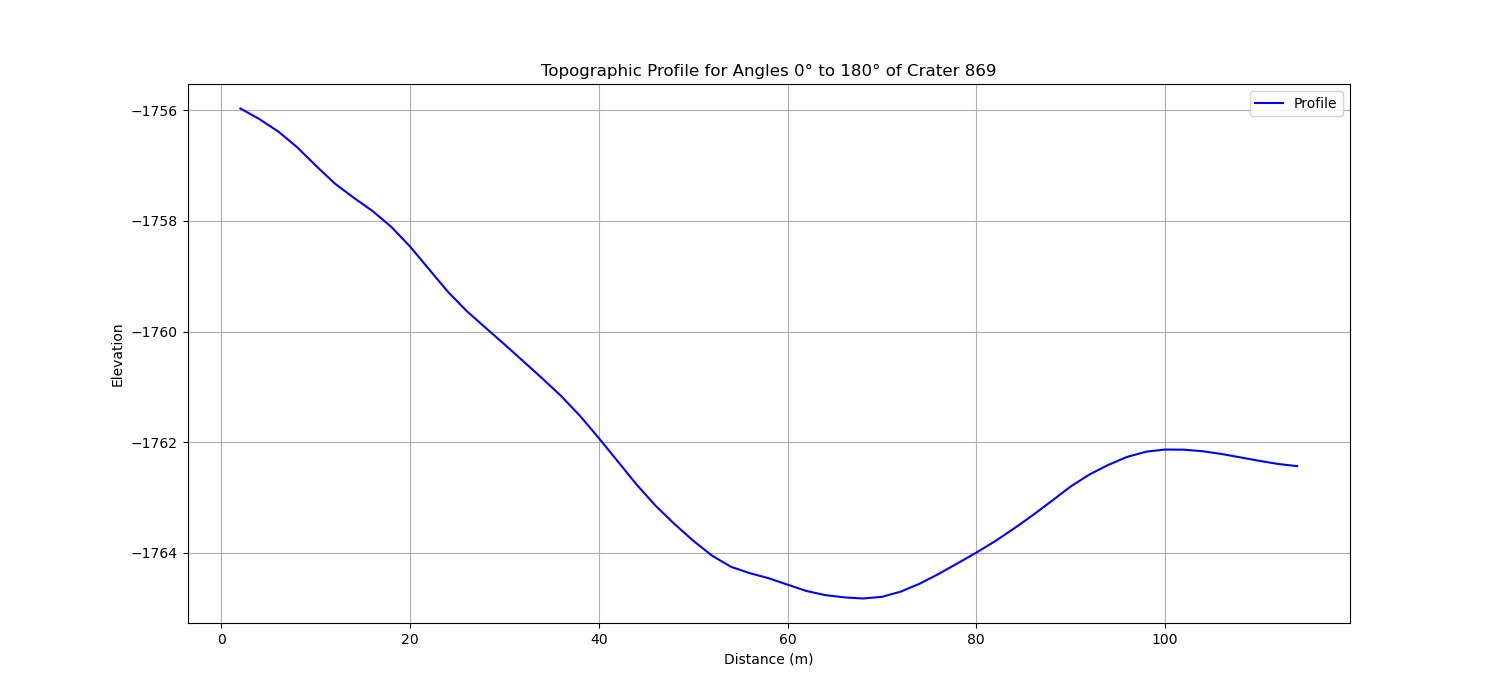 Topographic Profile for Angles 0° to 180° of Crater 869
Profile
−1756
−1758
−1760
−1762
−1764
Elevation
0 20 40 60 80 100
Distance (m)